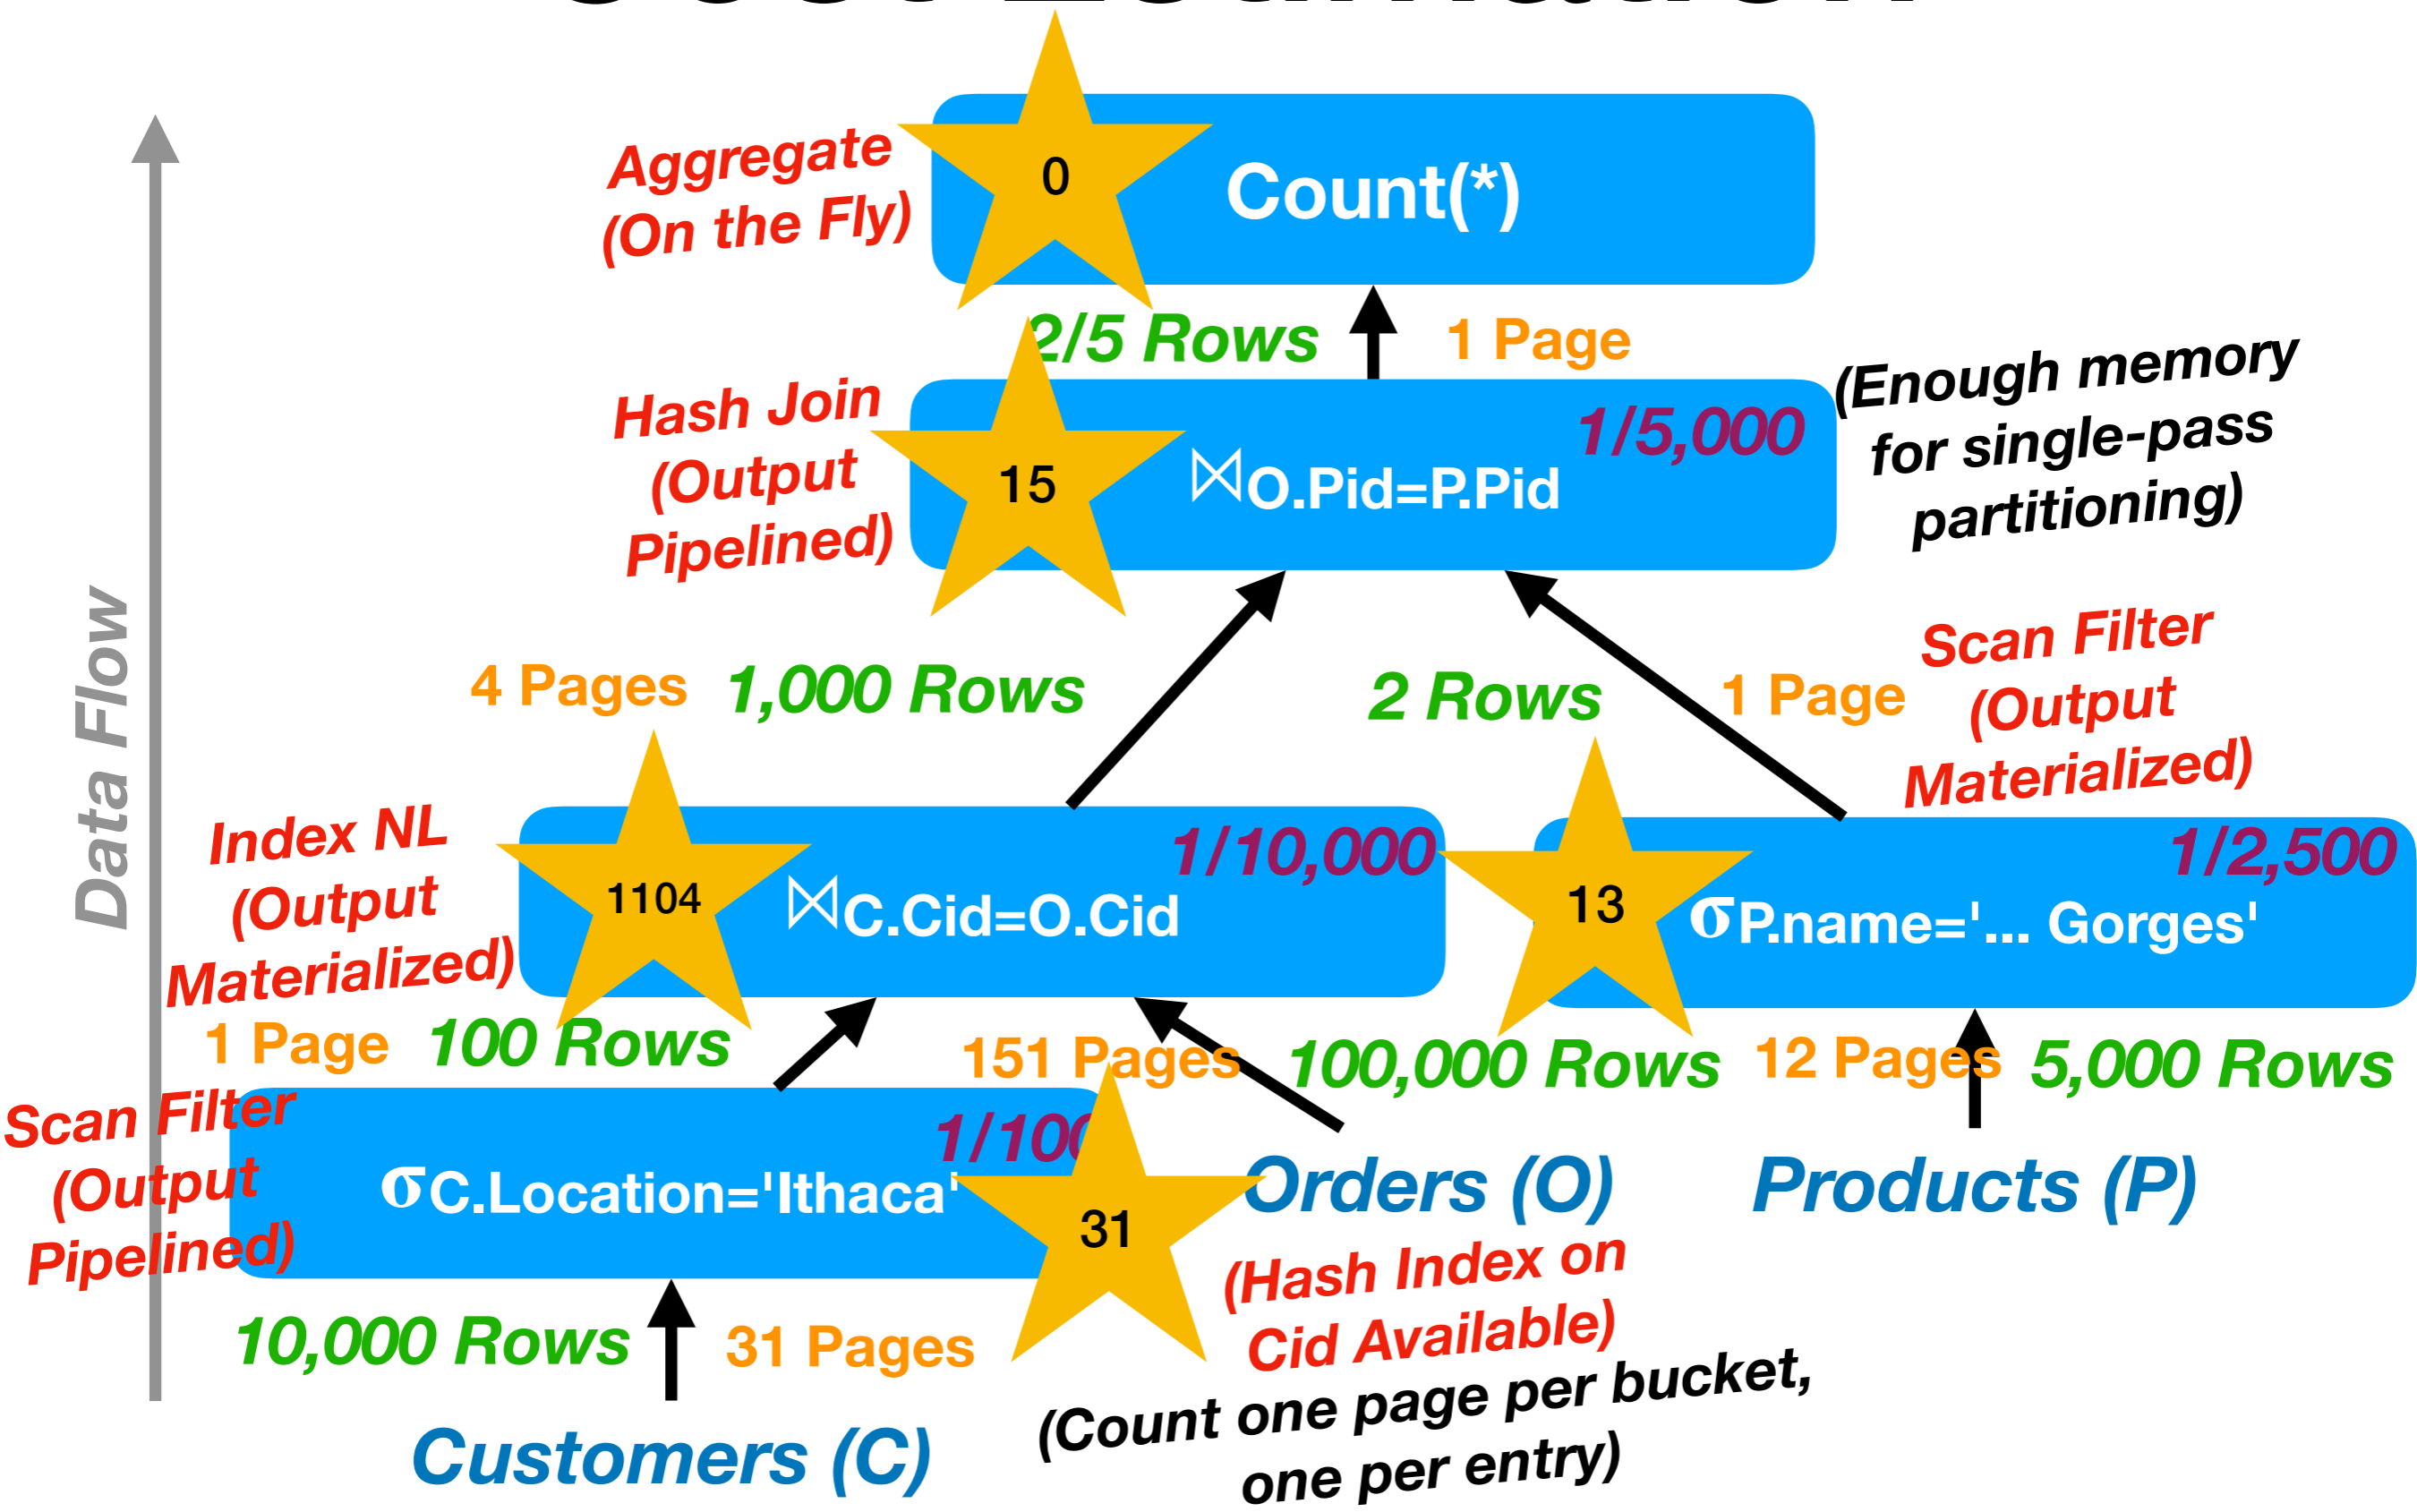 Aggregate
(On the Fly)
0
Count(*)
2/5 Rows
1 Page
Hash Join
(Output
Pipelined)
15
⋈O.Pid=P.Pid
1/5,000
(Enough memory
for single-pass
partitioning)
Data Flow
4 Pages
1,000 Rows
2 Rows
1 Page
Scan Filter
(Output
Materialized)
Index NL
(Output
Materialized)
1104
⋈C.Cid=O.Cid
1/10,000
13
σP.name='... Gorges'
1/2,500
1 Page
100 Rows
151 Pages
100,000 Rows
12 Pages
5,000 Rows
Scan Filter
(Output
Pipelined)
σC.Location='Ithaca'
1/100
31
Orders (O)
Products (P)
(Hash Index on
Cid Available)
(Count one page per bucket,
one per entry)
10,000 Rows
31 Pages
Customers (C)